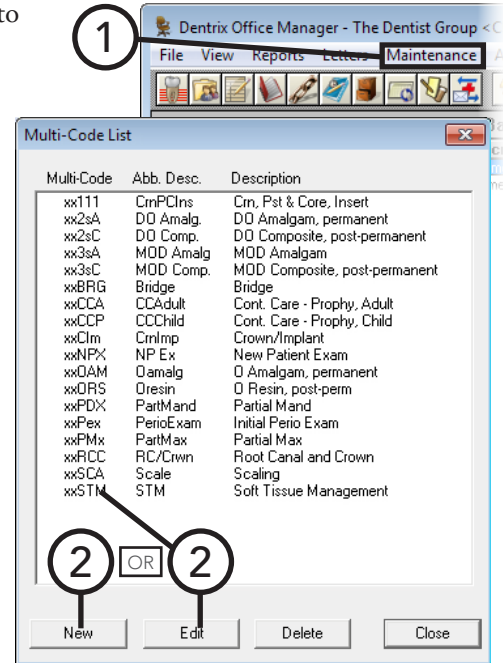 to
1
Dentrix Office Manager - The Dentist Group <
File View Reports Letters Maintenance
Multi-Code List
Multi-Code Abb. Desc. Description
xx111 CrnPCIns Crn, Pst & Core, Insert
xx2sA DO Amalg. DO Amalgam, permanent
xx2sC DO Comp. DO Composite, post-permanent
xx3sA MOD Amalg MOD Amalgam
xx3sC MOD Comp. MOD Composite, post-permanent
xxBRG Bridge Bridge
xxCCA CCAdult Cont. Care - Prophy, Adult
xxCCP CCChild Cont. Care - Prophy, Child
xxCIm CrnImp Crown/Implant
xxNPX NP Ex New Patient Exam
xxOAM Oamalg O Amalgam, permanent
xxORS Oresin O Resin, post-perm
xxPDX PartMand Partial Mand
xxPex PerioExam Initial Perio Exam
xxPMx PartMax Partial Max
xxRCC RC/Crwn Root Canal and Crown
xxSCA Scale Scaling
xxSTM STM Soft Tissue Management
2 OR 2
New Edit Delete Close